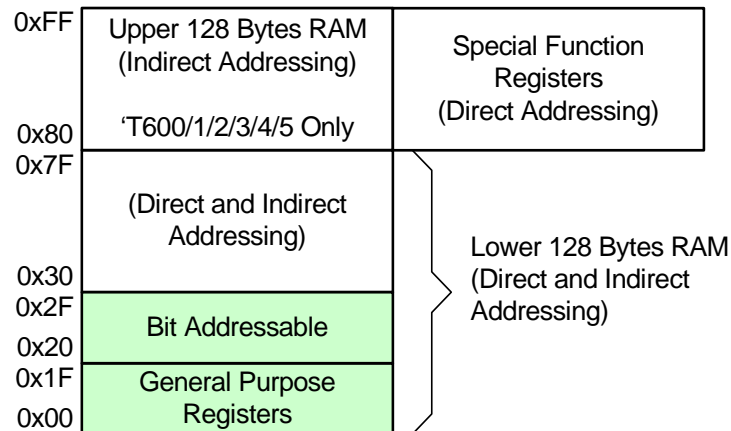 0xFF
Upper 128 Bytes RAM
(Indirect Addressing)
‘T600/1/2/3/4/5 Only
0x80
Special Function
Registers
(Direct Addressing)
0x7F
(Direct and Indirect
Addressing)
0x30
0x2F
Bit Addressable
0x20
0x1F
General Purpose
Registers
0x00
Lower 128 Bytes RAM
(Direct and Indirect
Addressing)